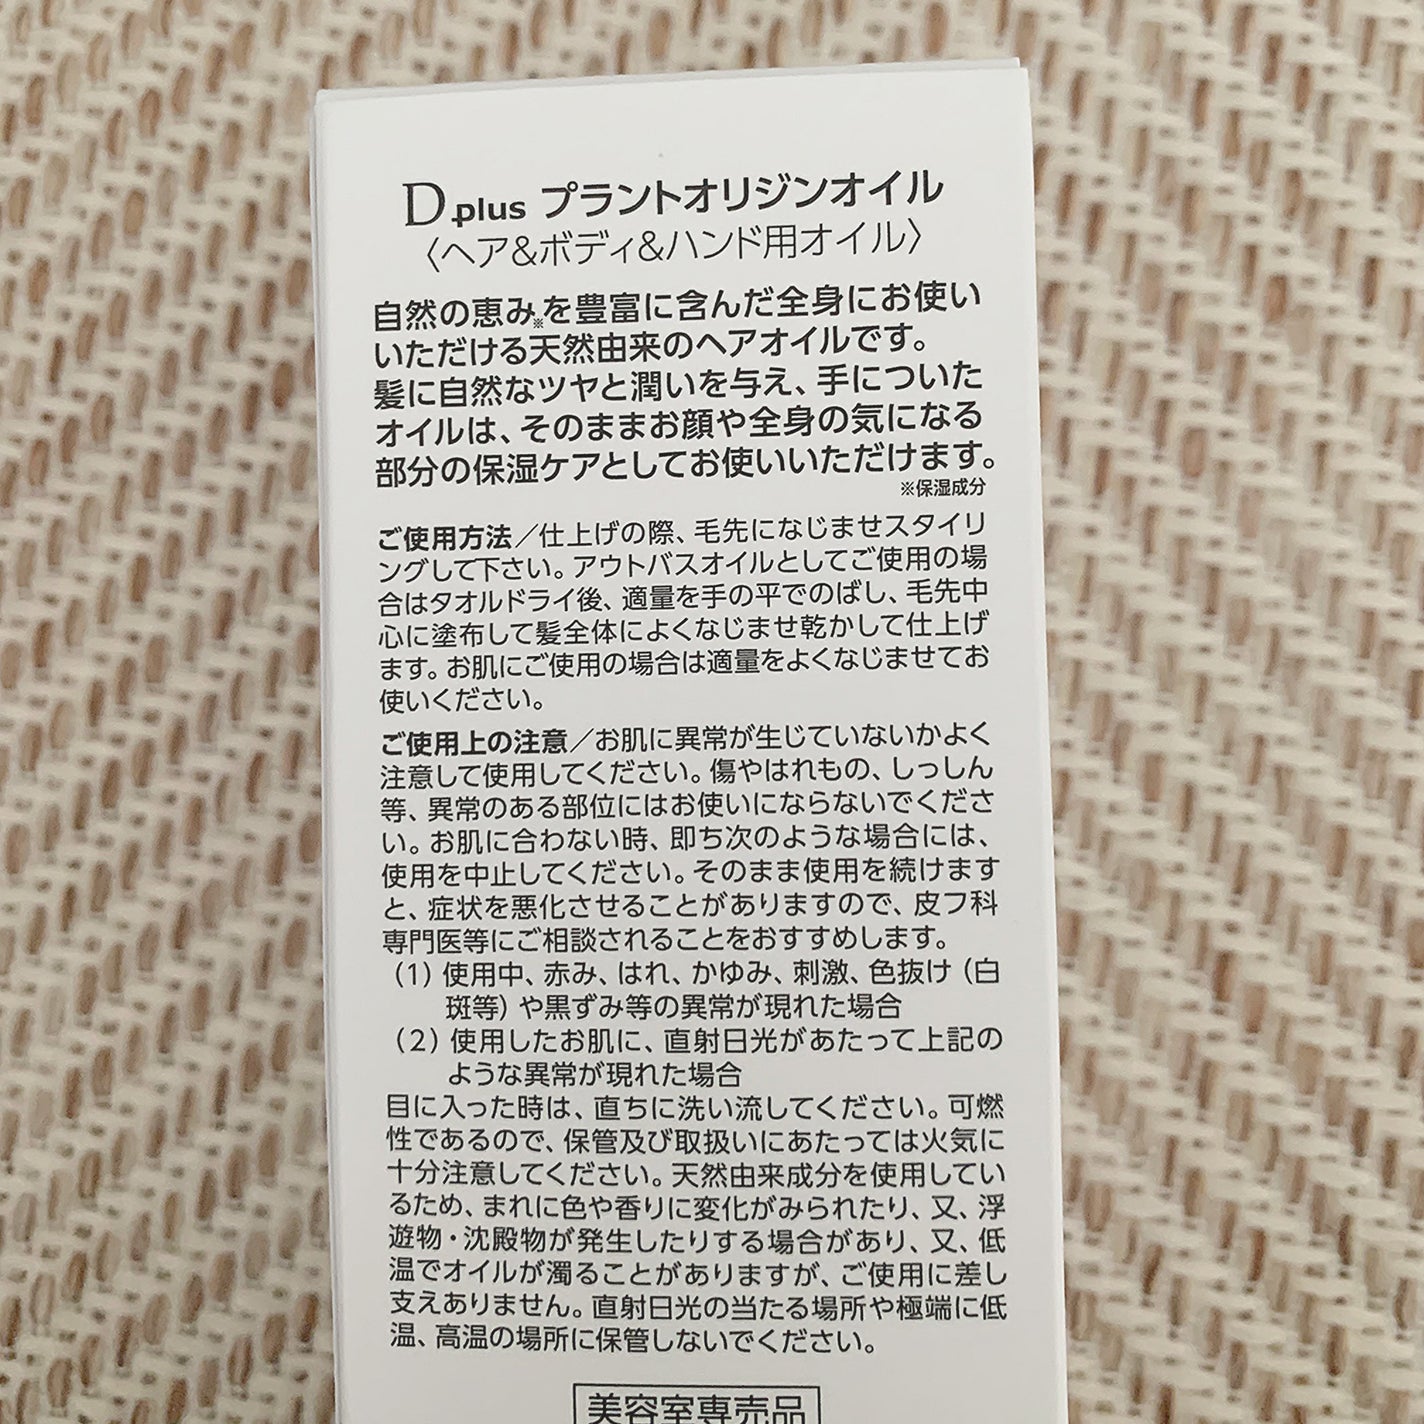 D plus プラントオリジンオイル
〈ヘア&ボディ&ハンド用オイル〉
自然の恵み※を豊富に含んだ全身にお使い
いただける天然由来のヘアオイルです。
髪に自然なツヤと潤いを与え、手についた
オイルは、そのままお顔や全身の気になる
部分の保湿ケアとしてお使いいただけます。
※保湿成分
ご使用方法／仕上げの際、毛先になじませスタイリ
ングして下さい。アウトバスオイルとしてご使用の場
合はタオルドライ後、適量を手の平でのばし、毛先中
心に塗布して髪全体によくなじませ乾かして仕上げ
ます。お肌にご使用の場合は適量をよくなじませてお
使いください。
ご使用上の注意／お肌に異常が生じていないかよく
注意して使用してください。傷やはれもの、しっしん
等、異常のある部位にはお使いにならないでくださ
い。お肌に合わない時、即ち次のような場合には、
使用を中止してください。そのまま使用を続けます
と、症状を悪化させることがありますので、皮フ科
専門医等にご相談されることをおすすめします。
（1）使用中、赤み、はれ、かゆみ、刺激、色抜け（白
斑等）や黒ずみ等の異常が現れた場合
（2）使用したお肌に、直射日光があたって上記の
ような異常が現れた場合
目に入った時は、直ちに洗い流してください。可燃
性であるので、保管及び取扱いにあたっては火気に
十分注意してください。天然由来成分を使用してい
るため、まれに色や香りに変化がみられたり、又、浮
遊物・沈殿物が発生したりする場合があり、又、低
温でオイルが濁ることがありますが、ご使用に差し
支えありません。直射日光の当たる場所や極端に低
温、高温の場所に保管しないでください。
美容室専売品